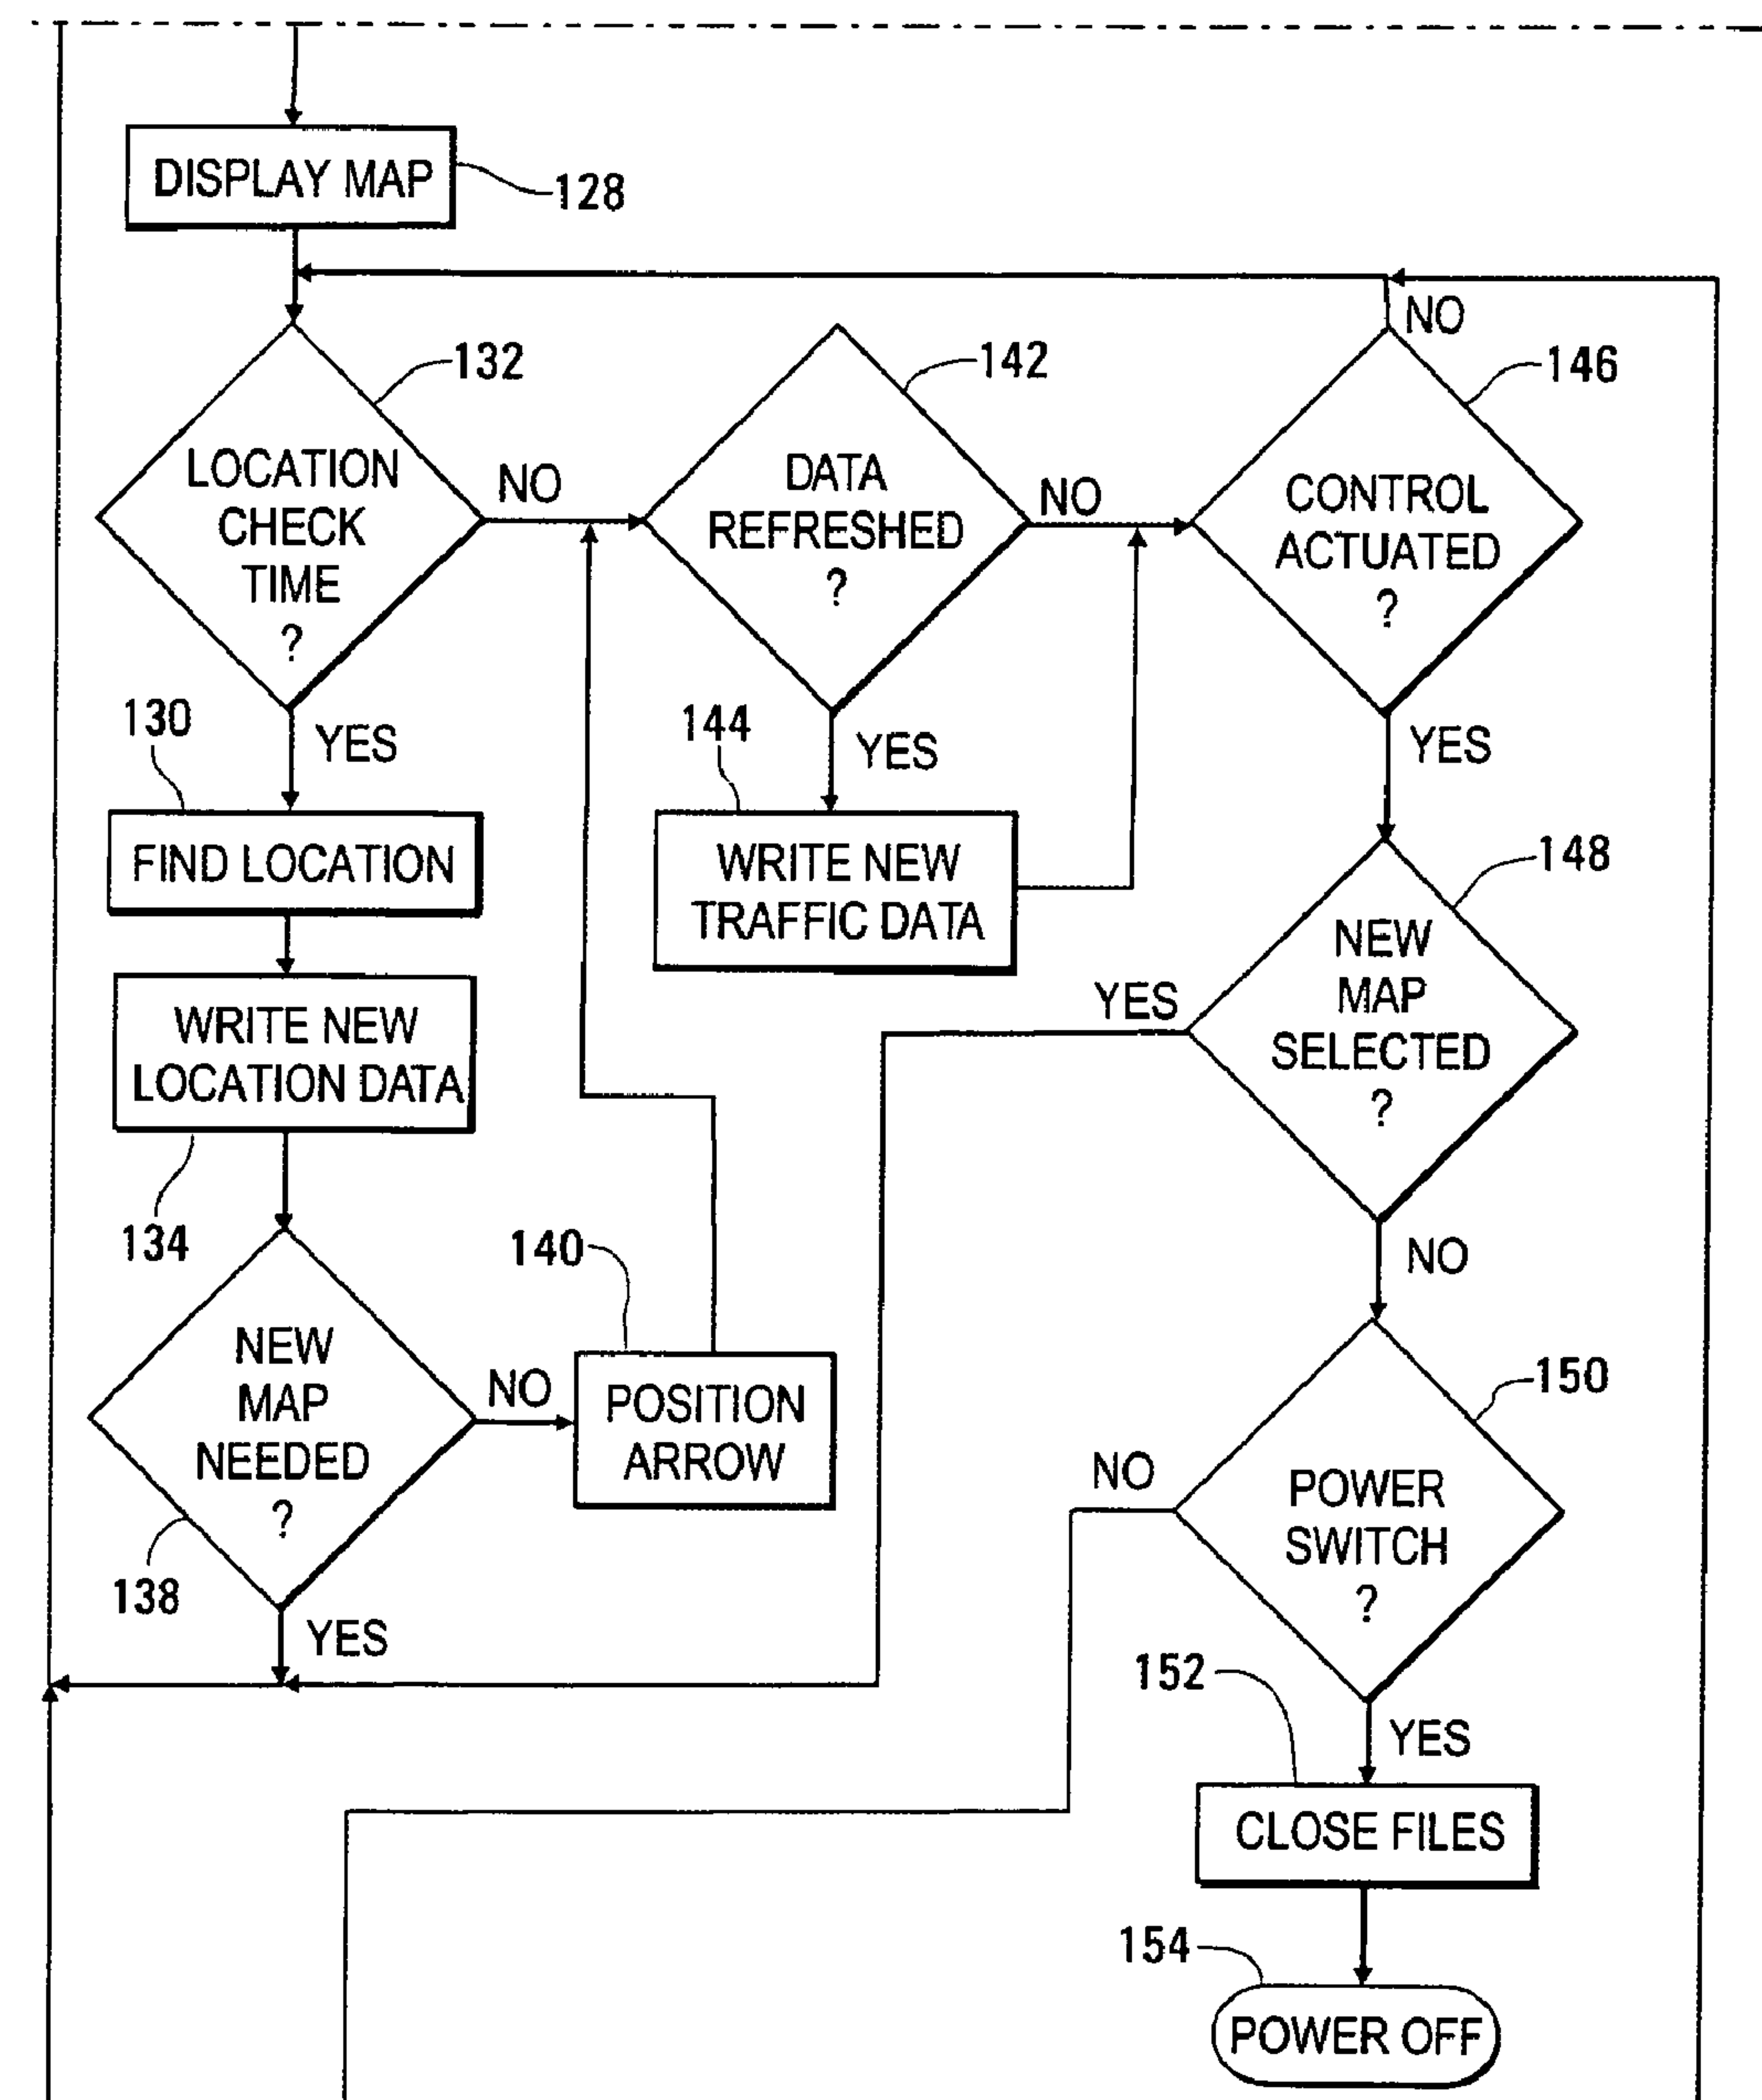 DISPLAY MAP
128
NO
132
142
146
LOCATION
CHECK
TIME
?
NO
DATA
REFRESHED
?
NO
CONTROL
ACTUATED
?
130
YES
144
YES
YES
FIND LOCATION
WRITE NEW
TRAFFIC DATA
148
WRITE NEW
LOCATION DATA
134
YES
NEW
MAP
SELECTED
?
NO
140
NEW
MAP
NEEDED
?
NO
POSITION
ARROW
138
YES
150
NO
POWER
SWITCH
?
152
YES
CLOSE FILES
154
POWER OFF